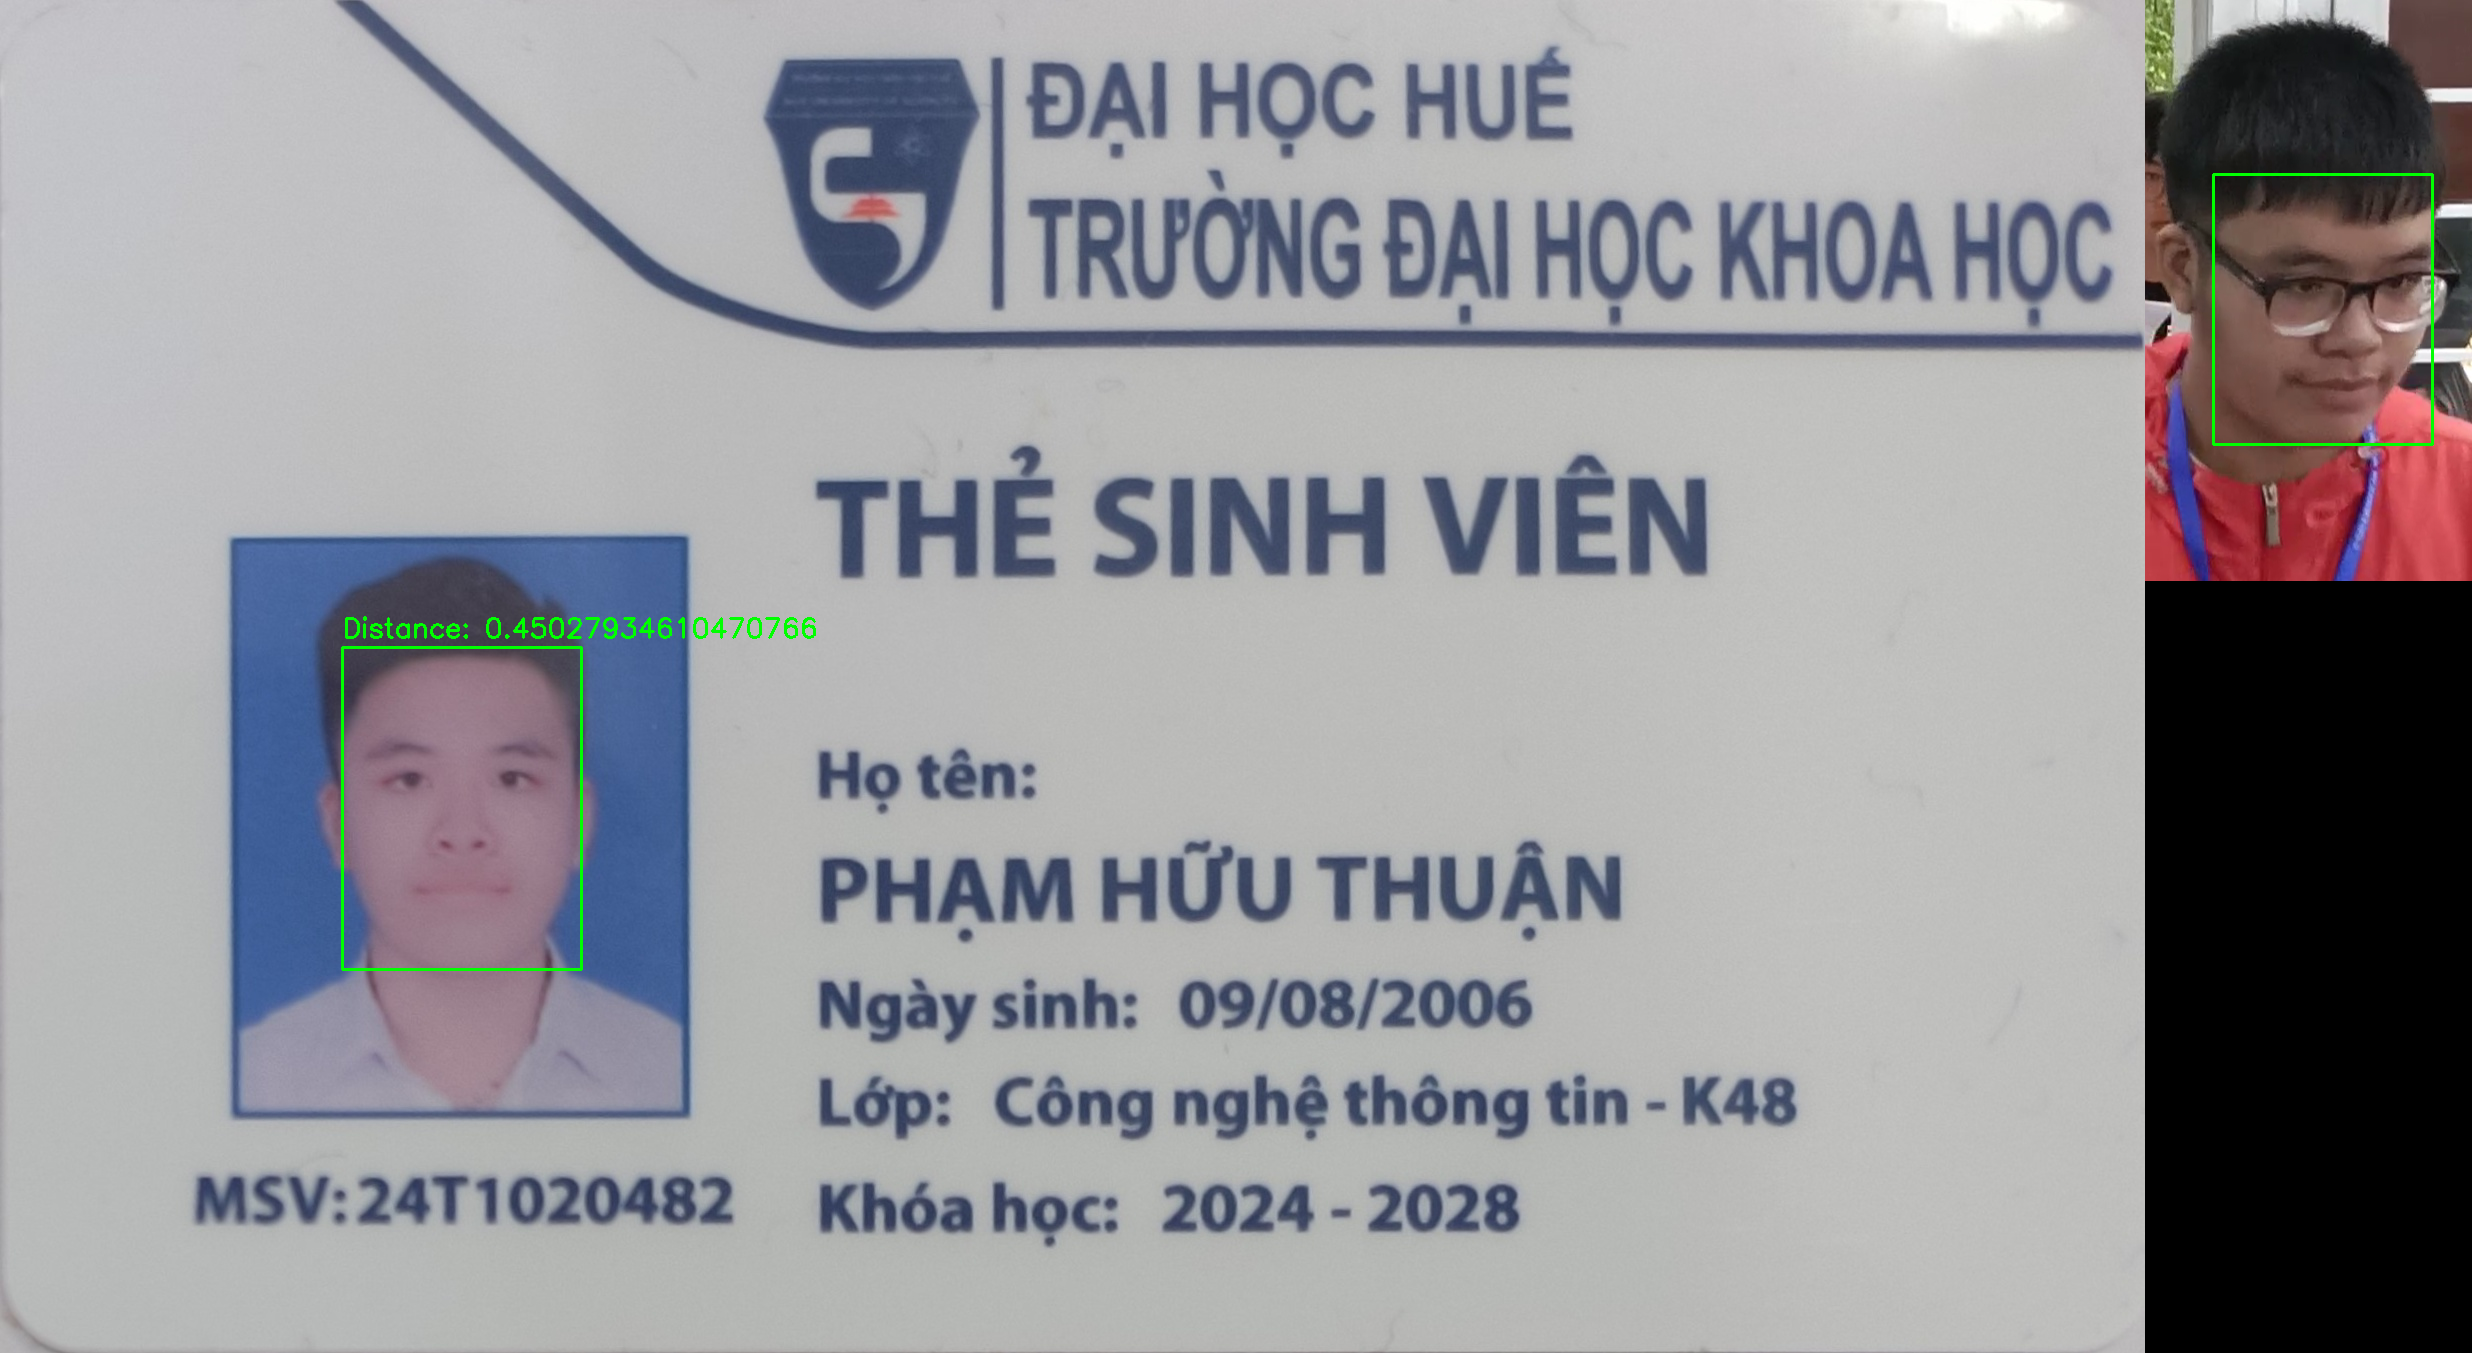 ĐẠI HỌC HUẾ
TRƯỜNG ĐẠI HỌC KHOA HỌC
THẺ SINH VIÊN
Distance: 0.45027934610470766
Họ tên:
PHẠM HỮU THUẬN
Ngày sinh: 09/08/2006
Lớp: Công nghệ thông tin - K48
MSV: 24T1020482
Khóa học: 2024 - 2028